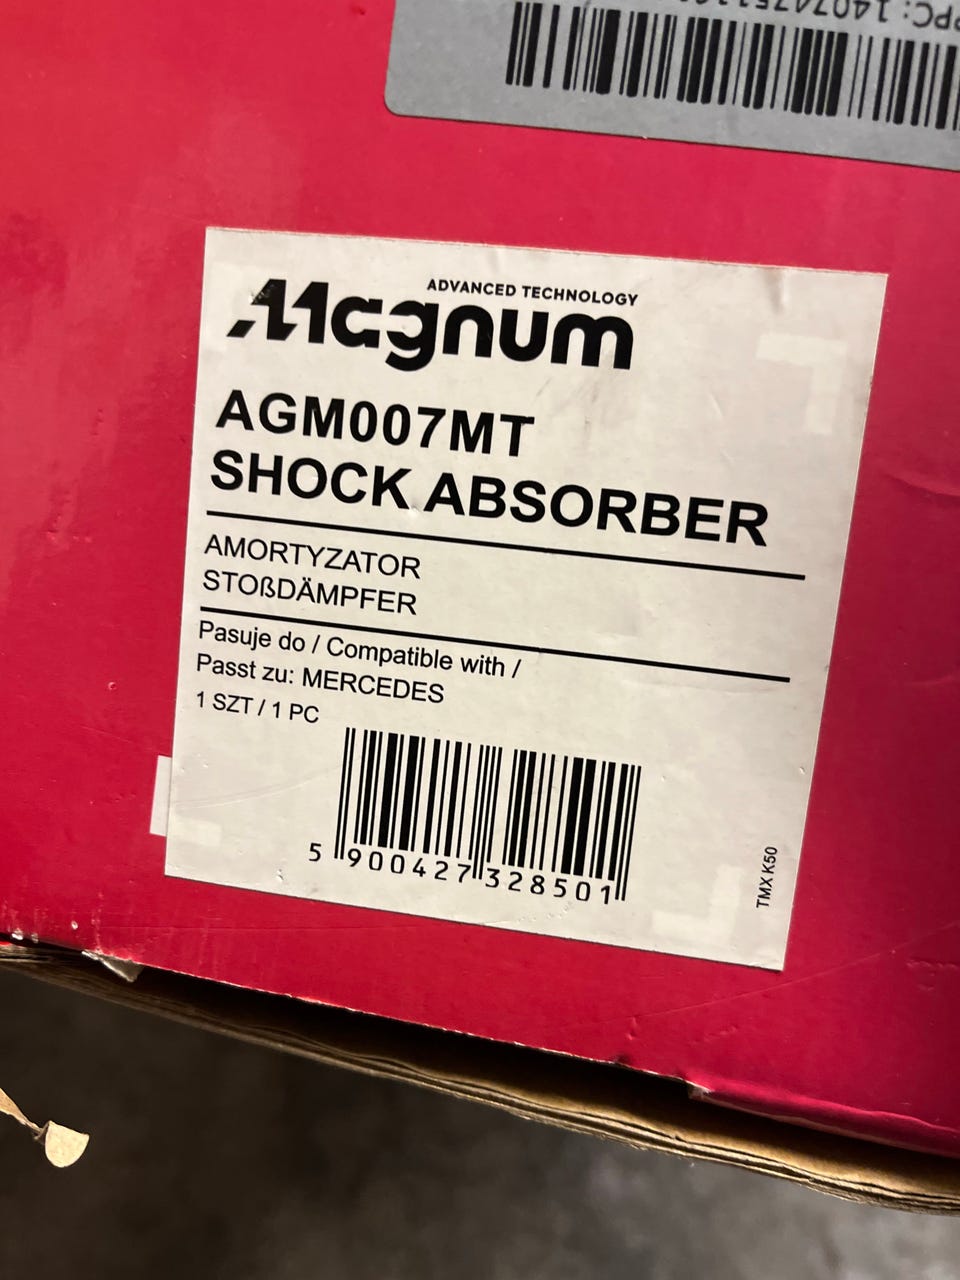 ADVANCED TECHNOLOGY
Magnum
AGM007MT
SHOCK ABSORBER
AMORTYZATOR
STOßDÄMPFER
Pasuje do / Compatible with /
Passt zu: MERCEDES
1 SZT / 1 PC
5 900427 328501
TMX K50